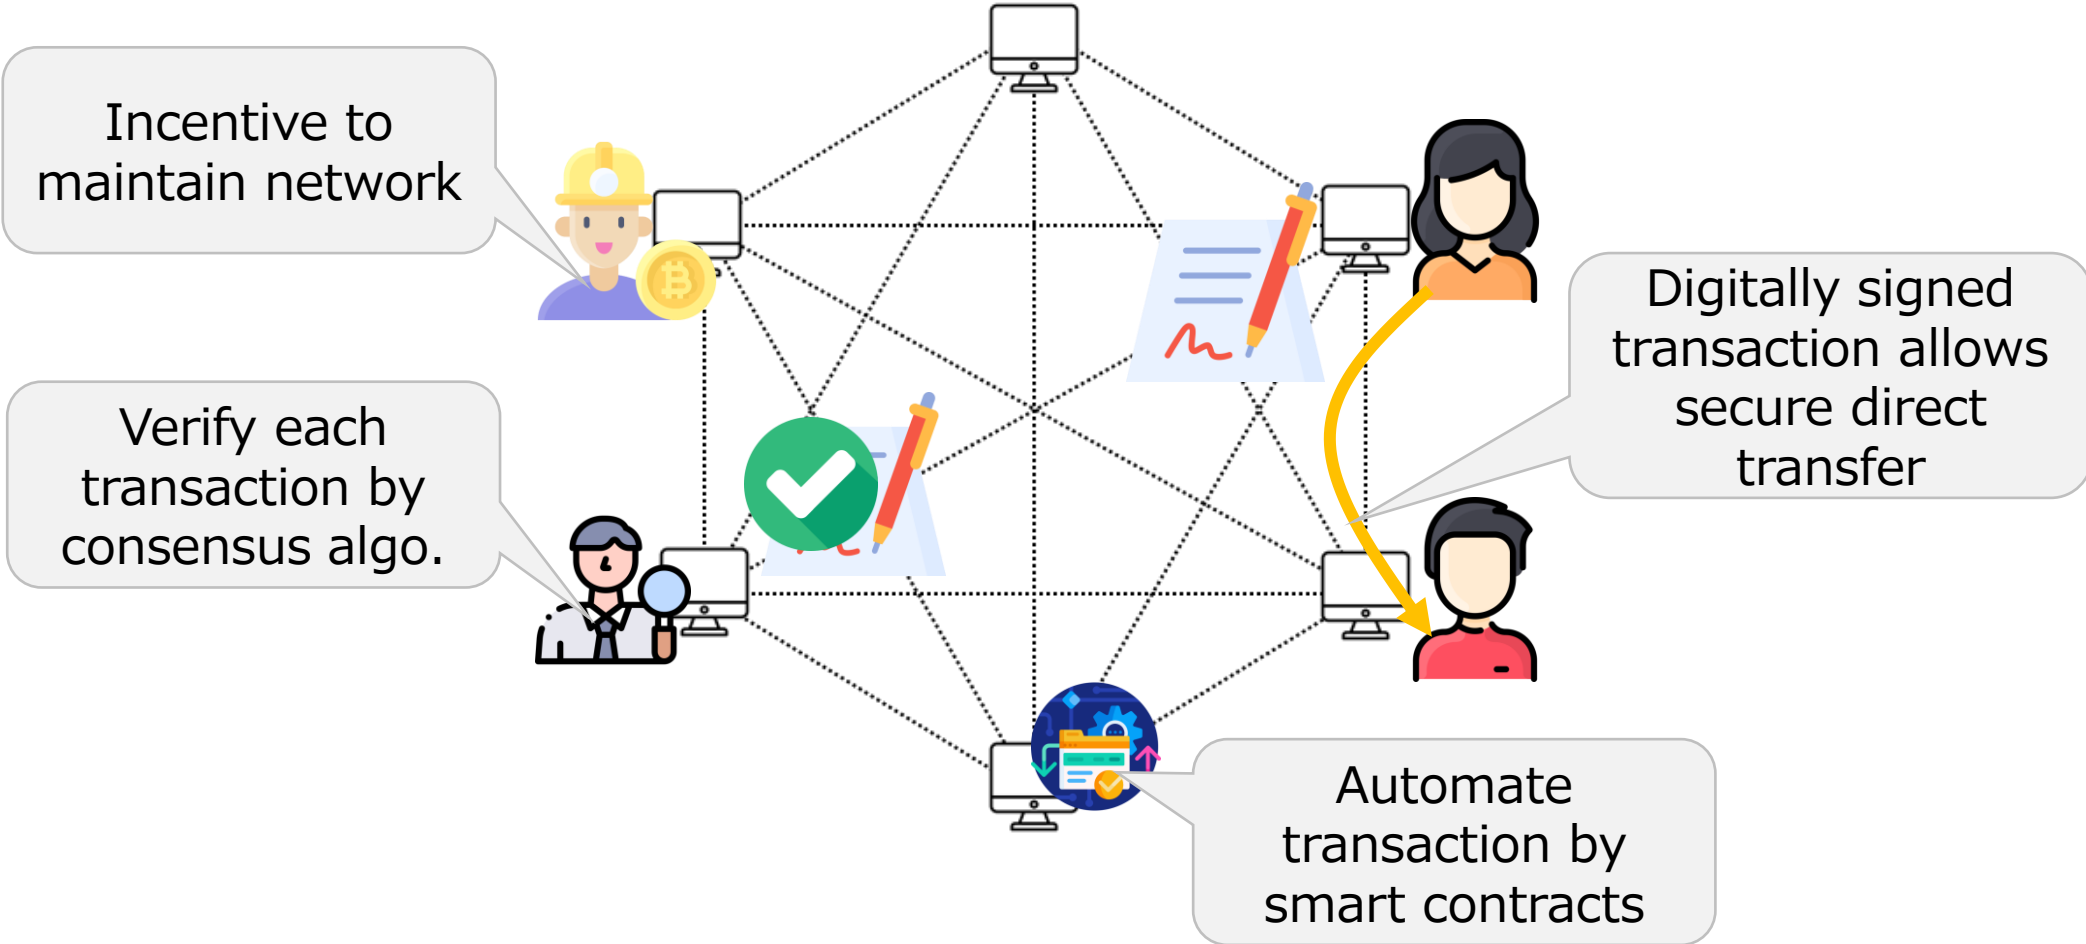 Incentive to
maintain network
Verify each
transaction by
consensus algo.
Digitally signed
transaction allows
secure direct
transfer
Automate
transaction by
smart contracts